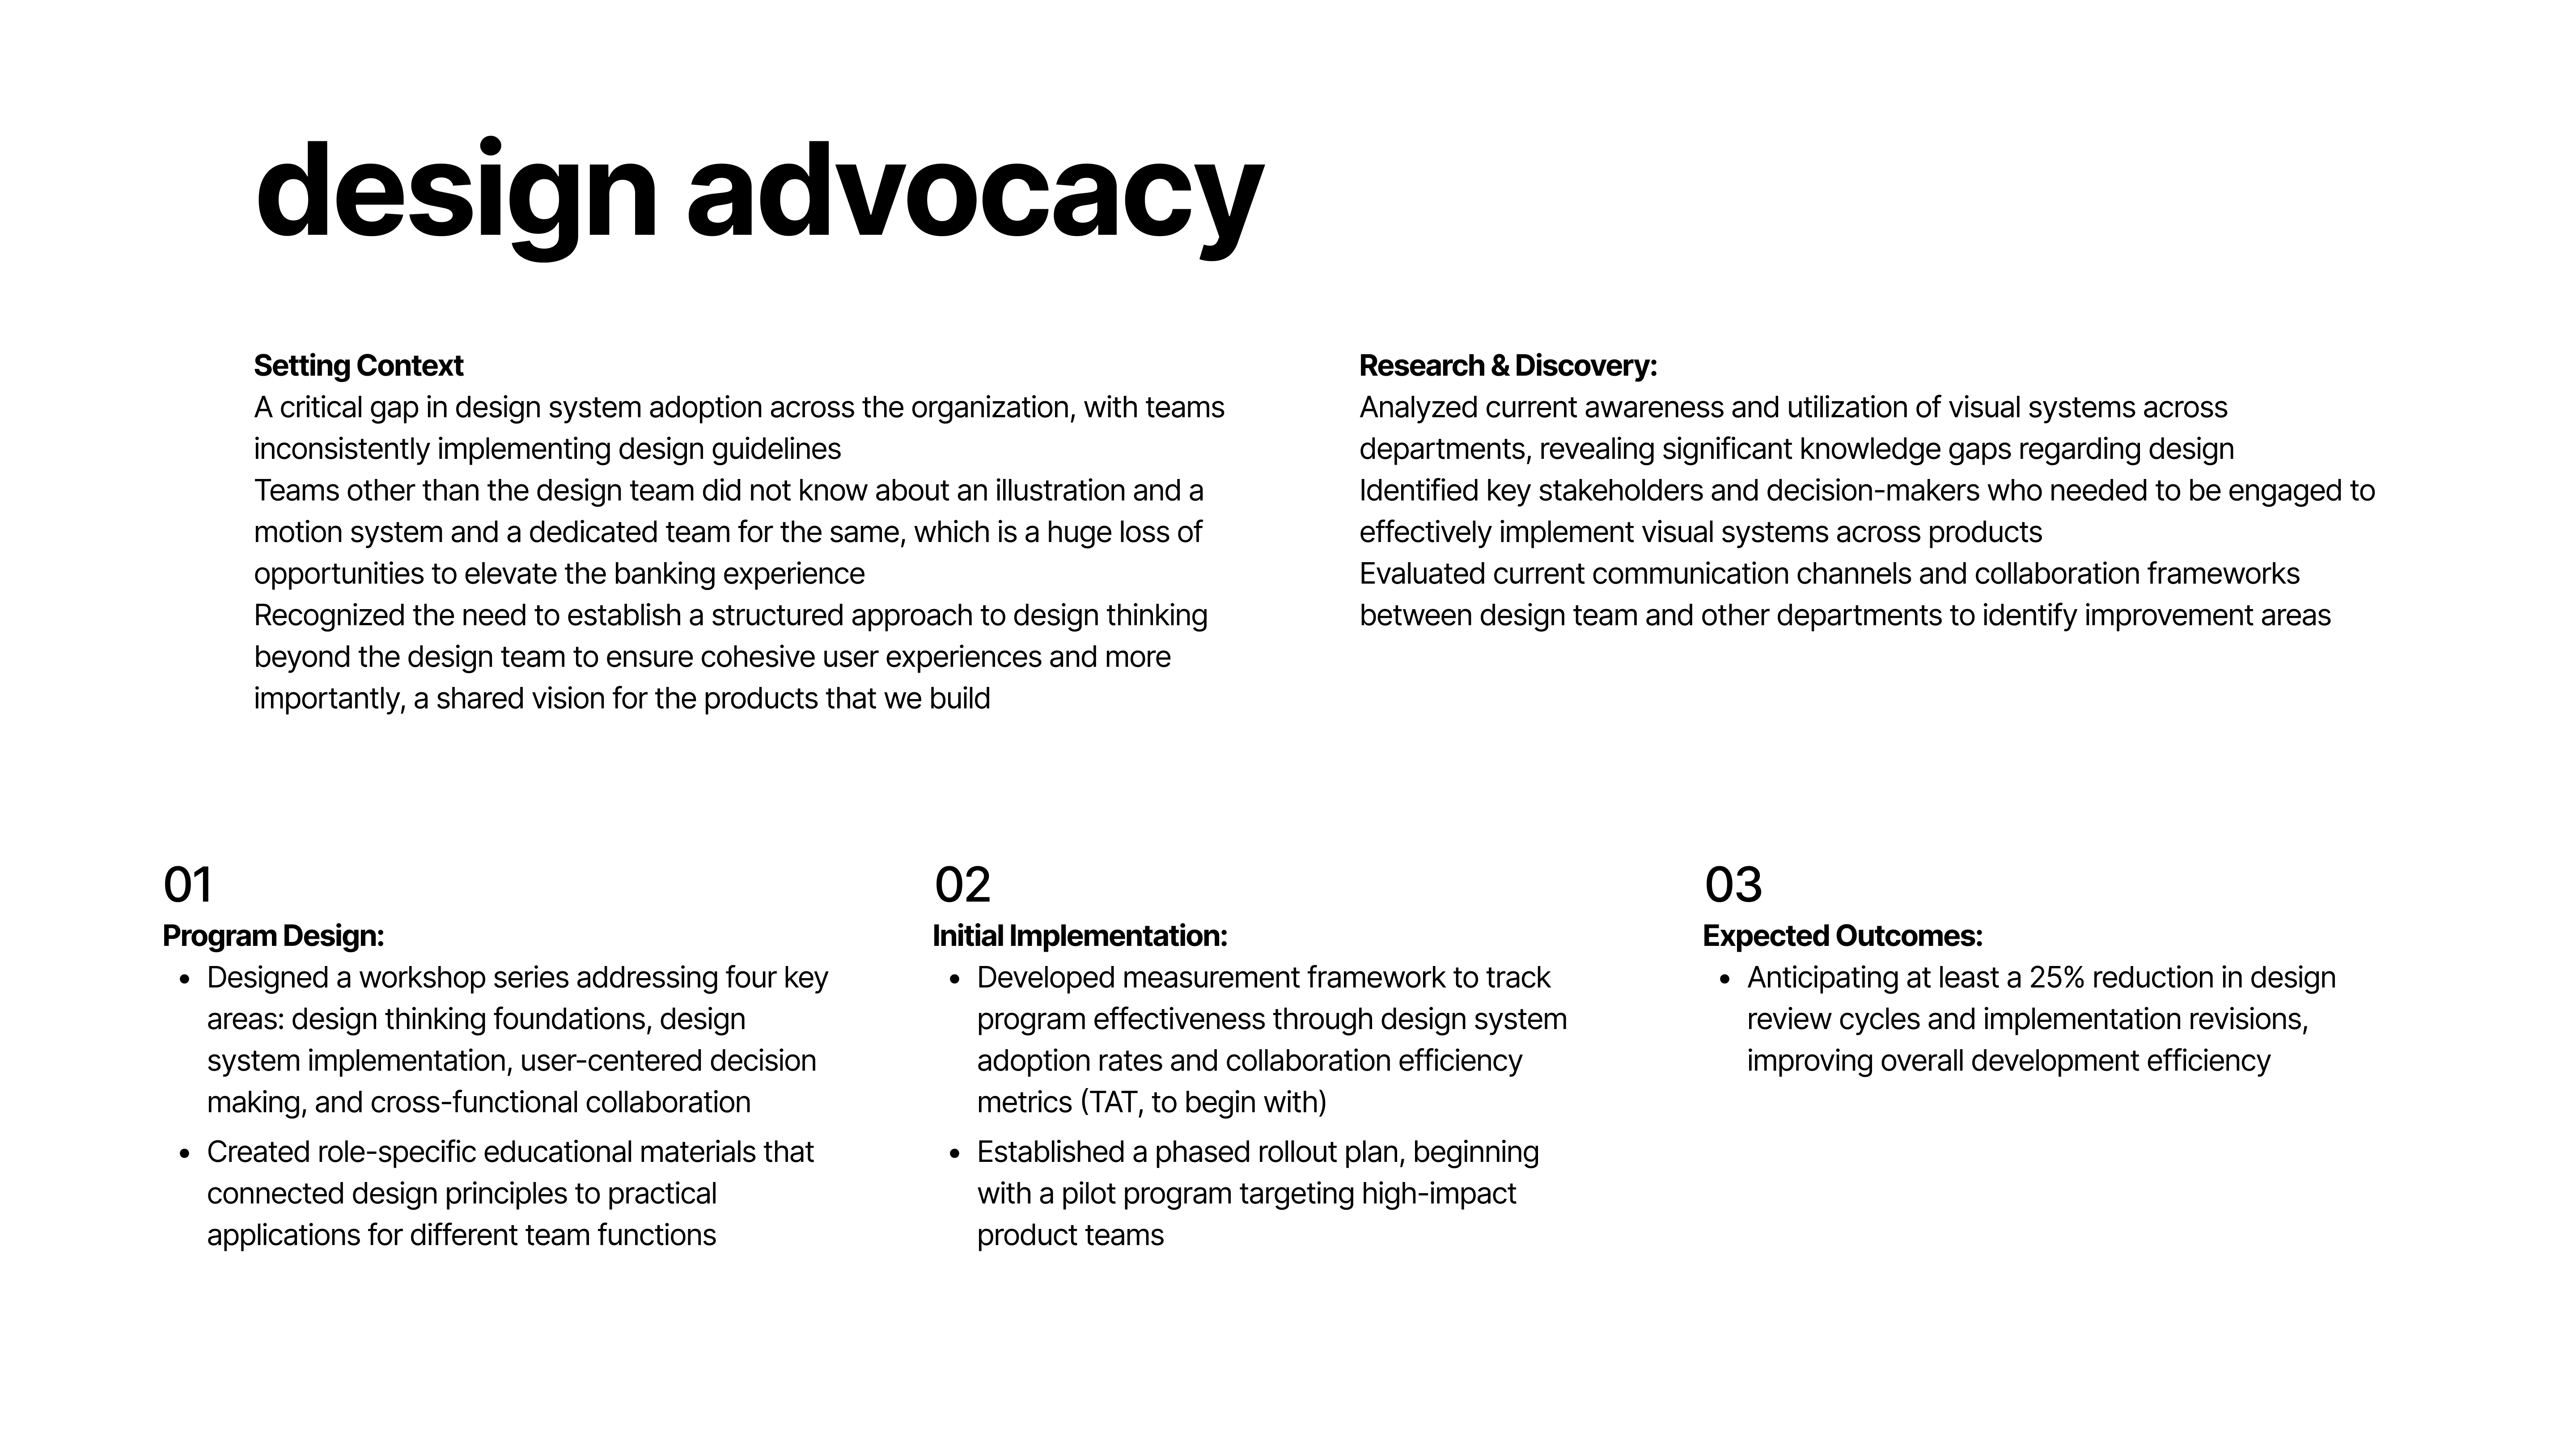 design advocacy
Setting Context
A critical gap in design system adoption across the organization, with teams
inconsistently implementing design guidelines
Teams other than the design team did not know about an illustration and a
motion system and a dedicated team for the same, which is a huge loss of
opportunities to elevate the banking experience
Recognized the need to establish a structured approach to design thinking
beyond the design team to ensure cohesive user experiences and more
importantly, a shared vision for the products that we build
Research & Discovery:
Analyzed current awareness and utilization of visual systems across
departments, revealing significant knowledge gaps regarding design
Identified key stakeholders and decision-makers who needed to be engaged to
effectively implement visual systems across products
Evaluated current communication channels and collaboration frameworks
between design team and other departments to identify improvement areas
01
Program Design:
• Designed a workshop series addressing four key
areas: design thinking foundations, design
system implementation, user-centered decision
making, and cross-functional collaboration
• Created role-specific educational materials that
connected design principles to practical
applications for different team functions
02
Initial Implementation:
• Developed measurement framework to track
program effectiveness through design system
adoption rates and collaboration efficiency
metrics (TAT, to begin with)
• Established a phased rollout plan, beginning
with a pilot program targeting high-impact
product teams
03
Expected Outcomes:
• Anticipating at least a 25% reduction in design
review cycles and implementation revisions,
improving overall development efficiency